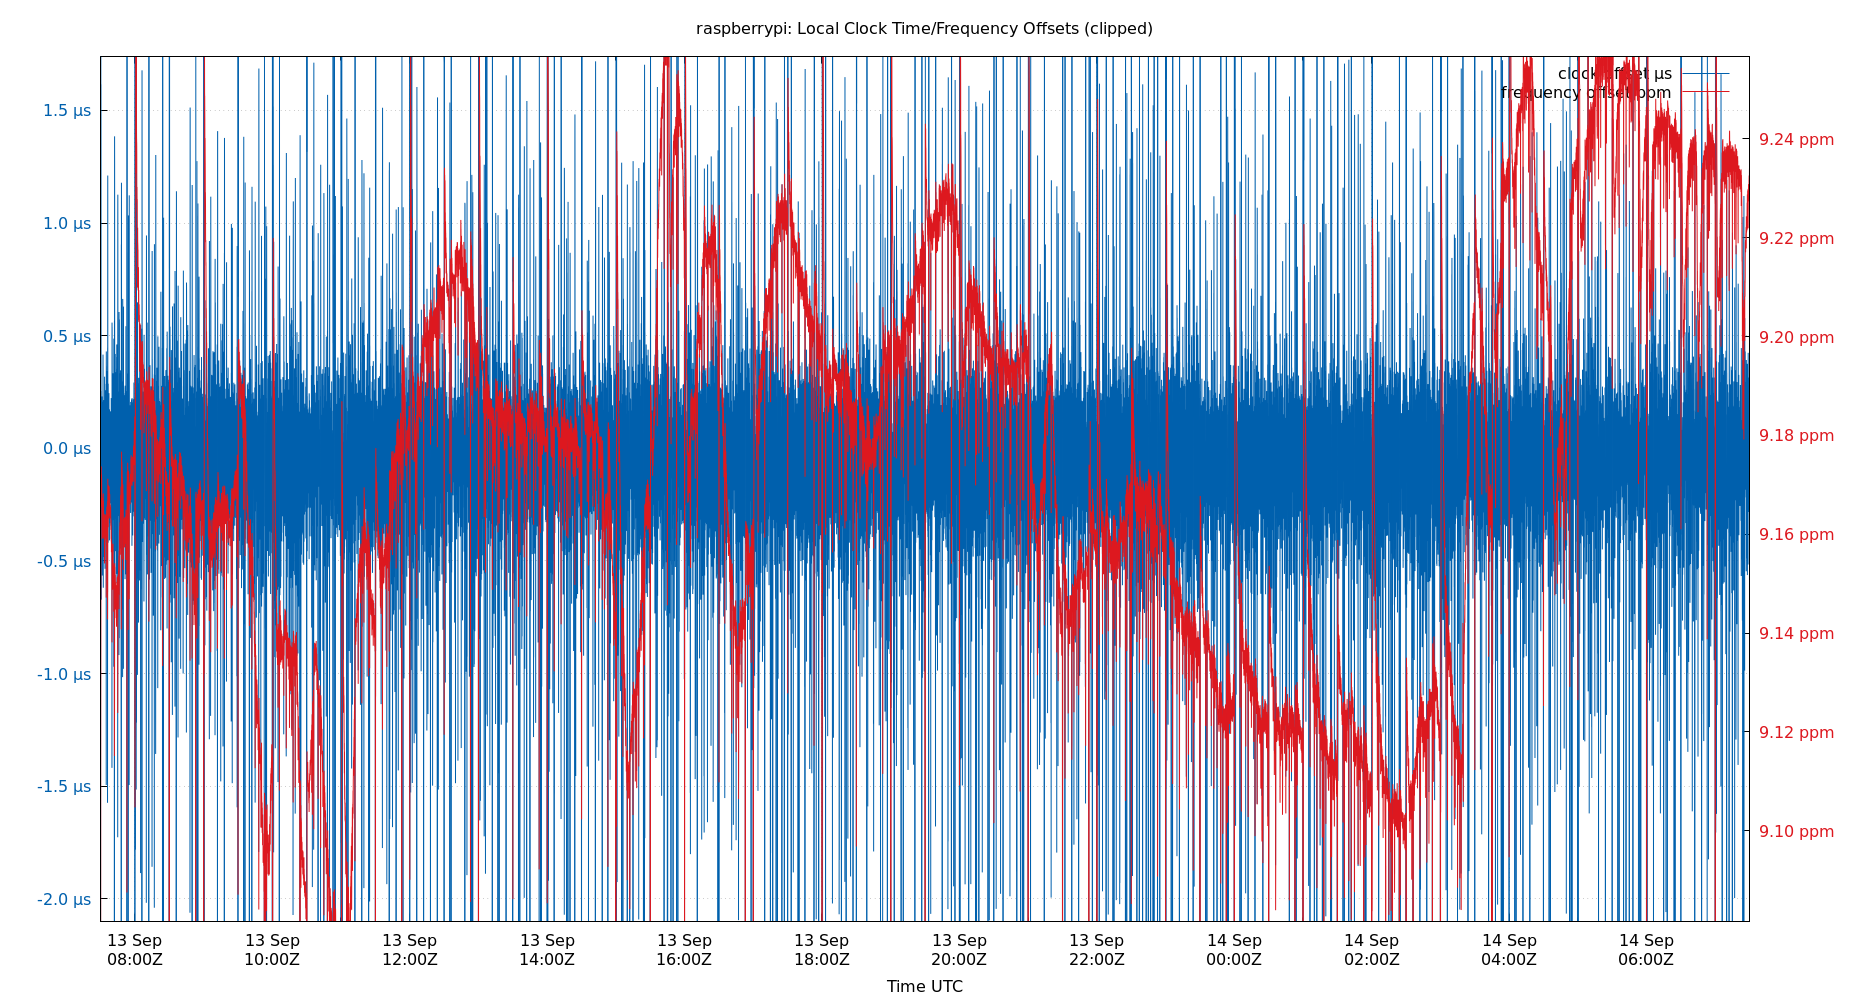 raspberrypi: Local Clock Time/Frequency Offsets (clipped)
clock offset µs
frequency offset ppm
1.5 µs
1.0 µs
0.5 µs
0.0 µs
-0.5 µs
-1.0 µs
-1.5 µs
-2.0 µs
9.24 ppm
9.22 ppm
9.20 ppm
9.18 ppm
9.16 ppm
9.14 ppm
9.12 ppm
9.10 ppm
13 Sep 13 Sep 13 Sep 13 Sep 13 Sep 13 Sep 13 Sep 13 Sep 14 Sep 14 Sep 14 Sep 14 Sep
08:00Z 10:00Z 12:00Z 14:00Z 16:00Z 18:00Z 20:00Z 22:00Z 00:00Z 02:00Z 04:00Z 06:00Z
Time UTC